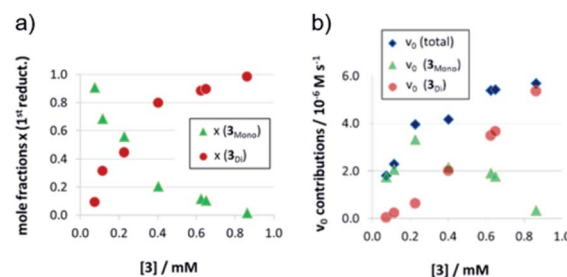 a)
mole fractions x (1st reduct.)
1.0
0.8
0.6
0.4
0.2
0.0
x (3Mono)
x (3Di)
0.0 0.2 0.4 0.6 0.8 1.0
[3] / mM
b)
v0 (total)
v0 (3Mono)
v0 (3Di)
v0 contributions / 10-6 M s-1
6.0
4.0
2.0
0.0
0.0 0.2 0.4 0.6 0.8 1.0
[3] / mM